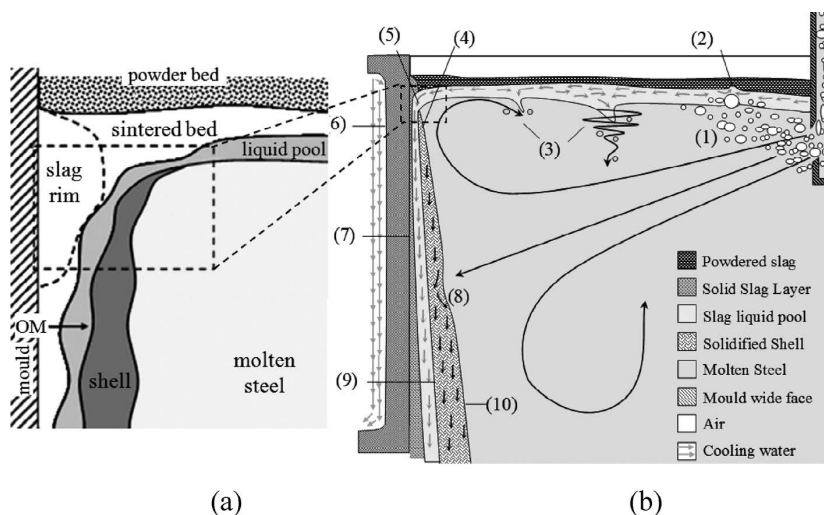 powder bed
sintered bed
liquid pool
slag
rim
OM
mould
shell
molten
steel
(a)
(1)
(2)
(3)
(4)
(5)
6)
(7)
(8)
(9)
(10)
Powdered slag
Solid Slag Layer
Slag liquid pool
Solidified Shell
Molten Steel
Mould wide face
Air
Cooling water
(b)